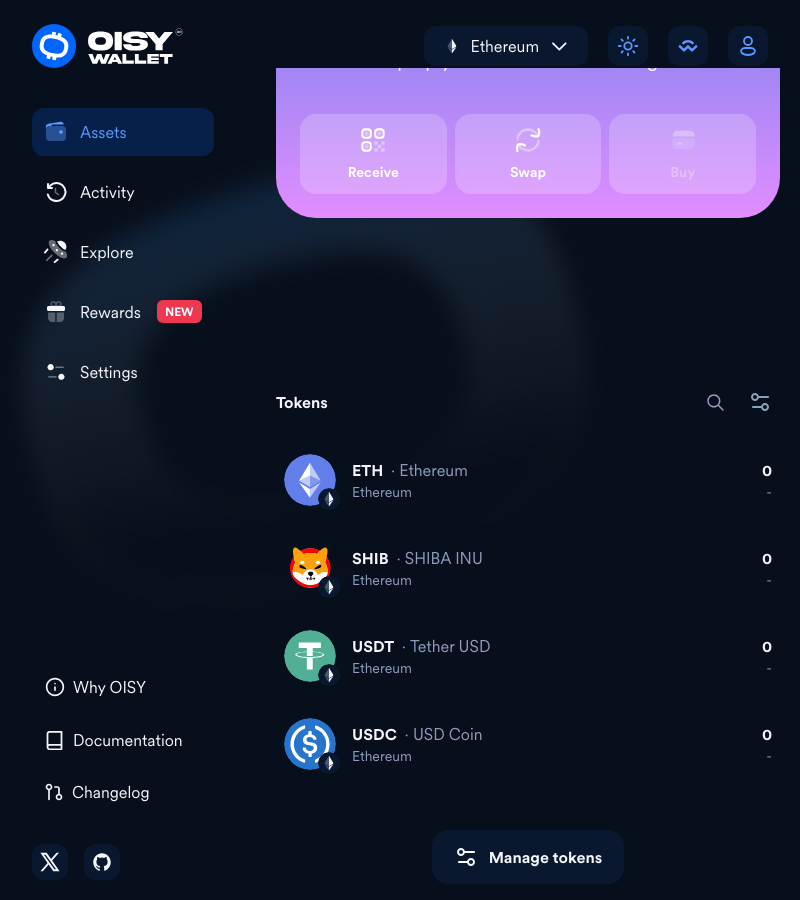 OISY
WALLET
Ethereum
Assets
Activity
Explore
Rewards NEW
Settings
Why OISY
Documentation
Changelog
Receive
Swap
Buy
Tokens
ETH · Ethereum
Ethereum
0
-
SHIB · SHIBA INU
Ethereum
0
-
USDT · Tether USD
Ethereum
0
-
USDC · USD Coin
Ethereum
0
-
Manage tokens